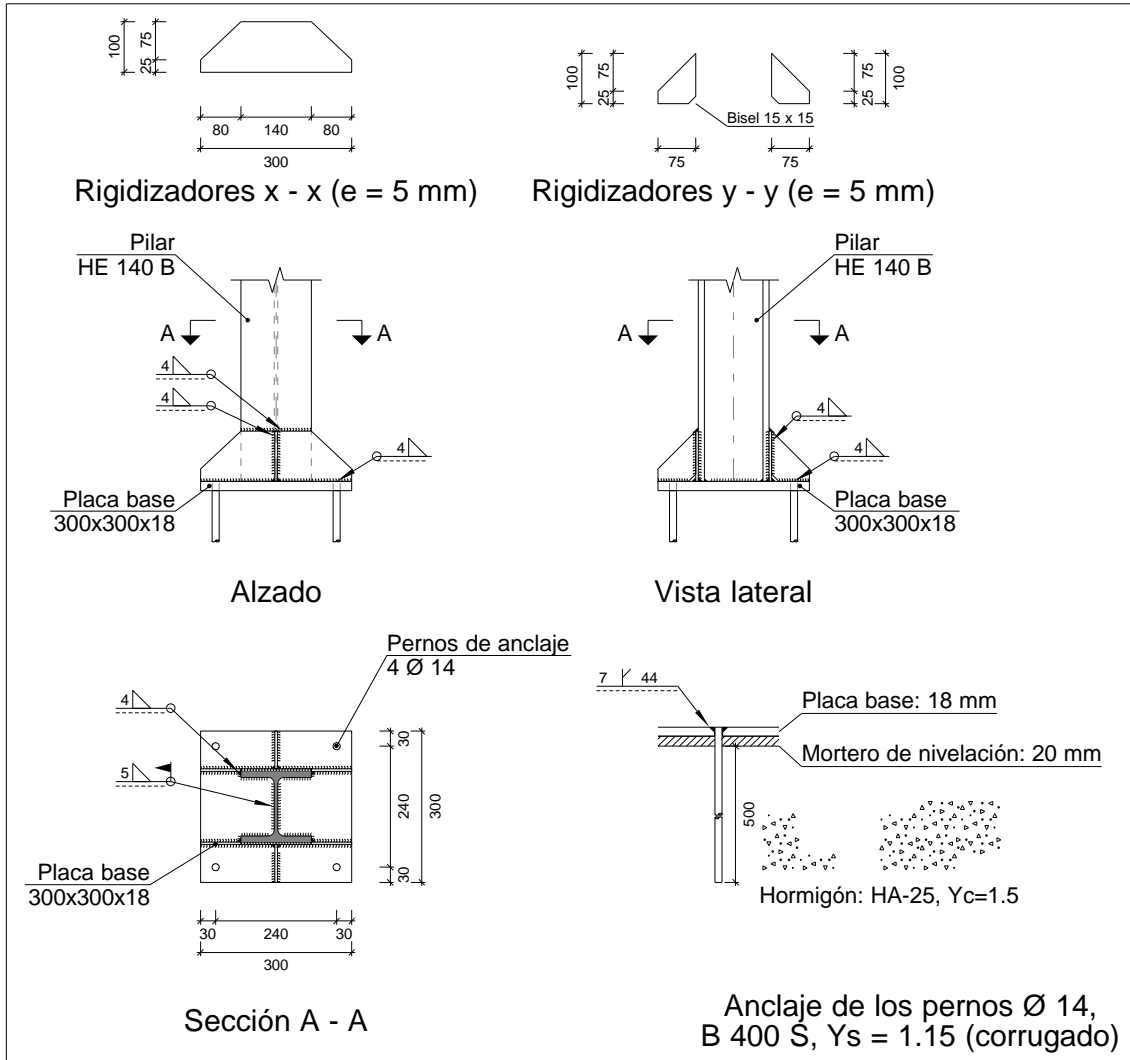 100
75
25
80
140
80
300
Rigidizadores x - x (e = 5 mm)
100
75
25
75
100
25
Bisel 15 x 15
75
75
Rigidizadores y - y (e = 5 mm)
Pilar
HE 140 B
A
A
4
4
4
Placa base
300x300x18
Alzado
Pilar
HE 140 B
A
A
4
4
Placa base
300x300x18
Vista lateral
Pernos de anclaje
4 Ø 14
4
5
Placa base
300x300x18
30
240
30
300
30
240
30
300
Sección A - A
7
44
Placa base: 18 mm
Mortero de nivelación: 20 mm
500
Hormigón: HA-25, Yc=1.5
Anclaje de los pernos Ø 14,
B 400 S, Ys = 1.15 (corrugado)